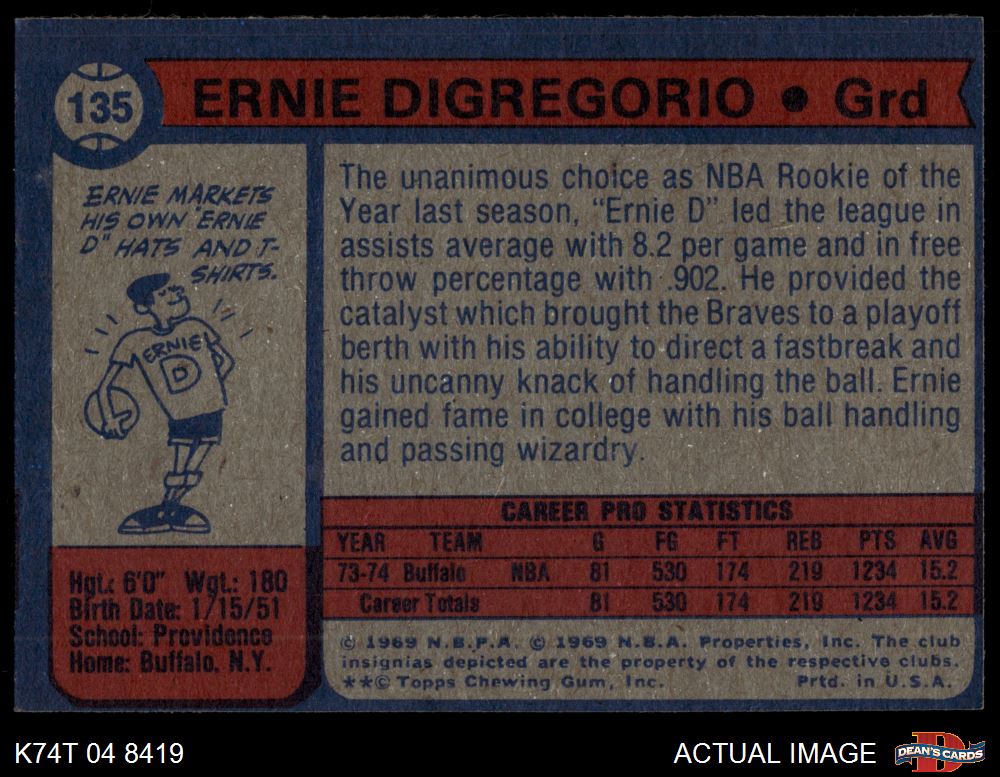 135
ERNIE DIGREGORIO • Grd
ERNIE MARKETS
HIS OWN "ERNIE
D" HATS AND T-
SHIRTS.
ERNIE
D
The unanimous choice as NBA Rookie of the
Year last season, “Ernie D” led the league in
assists average with 8.2 per game and in free
throw percentage with .902. He provided the
catalyst which brought the Braves to a playoff
berth with his ability to direct a fastbreak and
his uncanny knack of handling the ball. Ernie
gained fame in college with his ball handling
and passing wizardry.
Hgt.: 6'0" Wgt.: 180
Birth Date: 1/15/51
School: Providence
Home: Buffalo, N.Y.
CAREER PRO STATISTICS
YEAR TEAM G FG FT REB PTS AVG
73-74 Buffalo NBA 81 530 174 219 1234 15.2
Career Totals 81 530 174 219 1234 15.2
© 1969 N.B.P.A. © 1969 N.B.A. Properties, Inc. The club
insignias depicted are the property of the respective clubs.
**© Topps Chewing Gum, Inc. Prtd. in U.S.A.
K74T 04 8419
ACTUAL IMAGE
D
DEAN'S CARDS